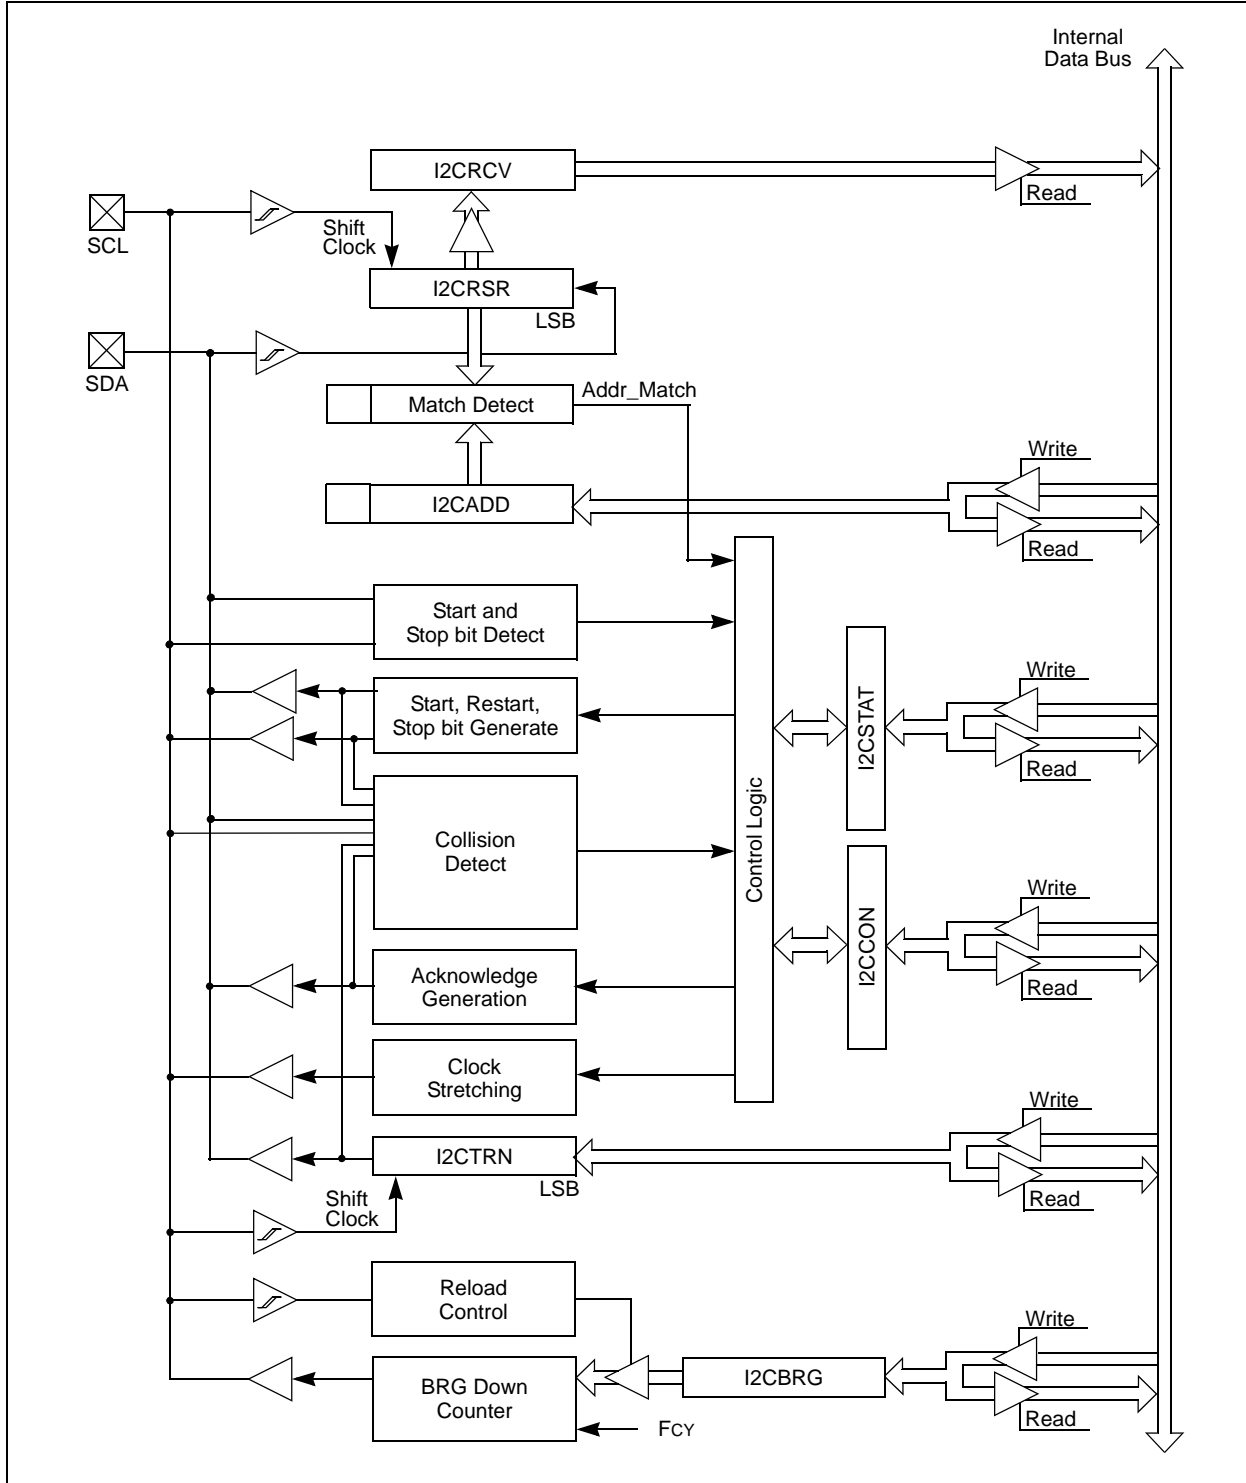 Internal
Data Bus
I2CRCV
Read
SCL
Shift
Clock
I2CRSR
LSB
SDA
Match Detect
Addr_Match
Write
I2CADD
Read
Start and
Stop bit Detect
Write
Start, Restart,
Stop bit Generate
I2CSTAT
Read
Control Logic
Collision
Detect
Write
I2CCON
Acknowledge
Generation
Read
Clock
Stretching
Write
I2CTRN
LSB
Shift
Clock
Read
Reload
Control
Write
I2CBRG
BRG Down
Counter
Read
FCY